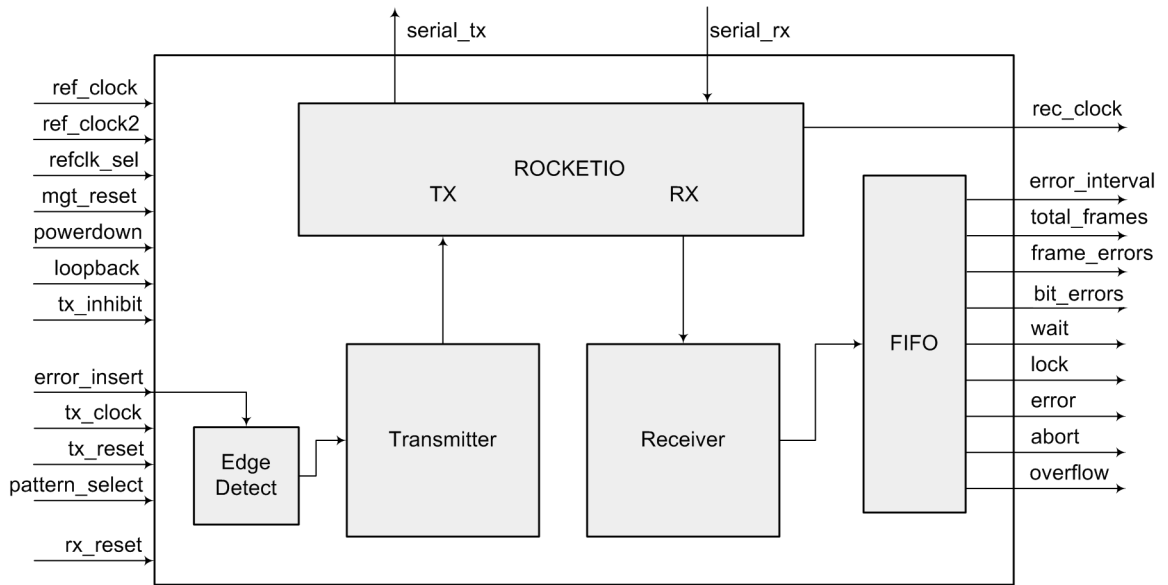 serial_tx
serial_rx
ref_clock
ref_clock2
refclk_sel
mgt_reset
powerdown
loopback
tx_inhibit
error_insert
tx_clock
tx_reset
pattern_select
rx_reset
ROCKETIO
TX
RX
Edge
Detect
Transmitter
Receiver
FIFO
rec_clock
error_interval
total_frames
frame_errors
bit_errors
wait
lock
error
abort
overflow